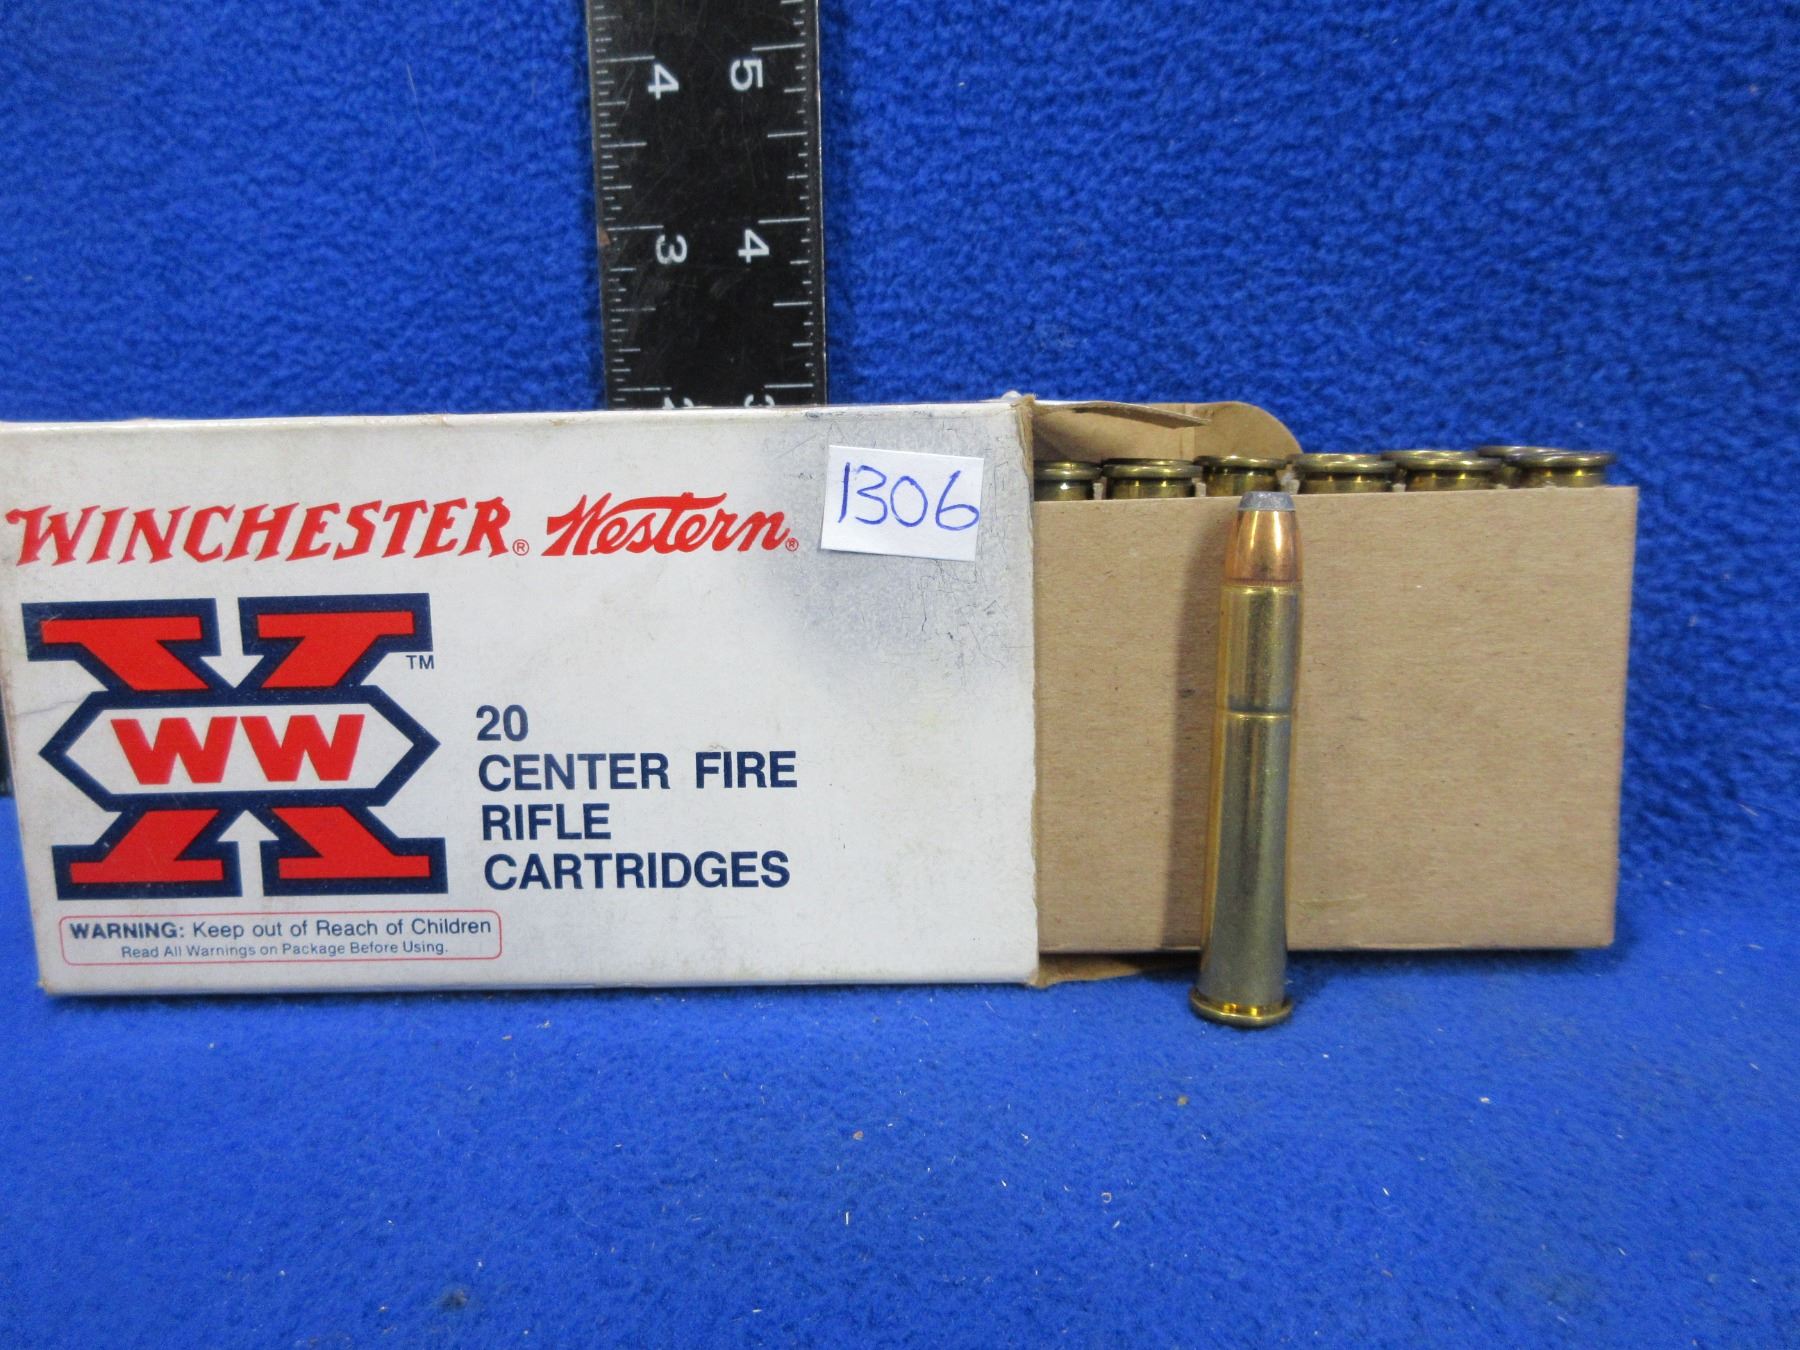 4 5
3 4
2 3
WINCHESTER® Western®
1306
TM
WW
20
CENTER FIRE
RIFLE
CARTRIDGES
WARNING: Keep out of Reach of Children
Read All Warnings on Package Before Using.